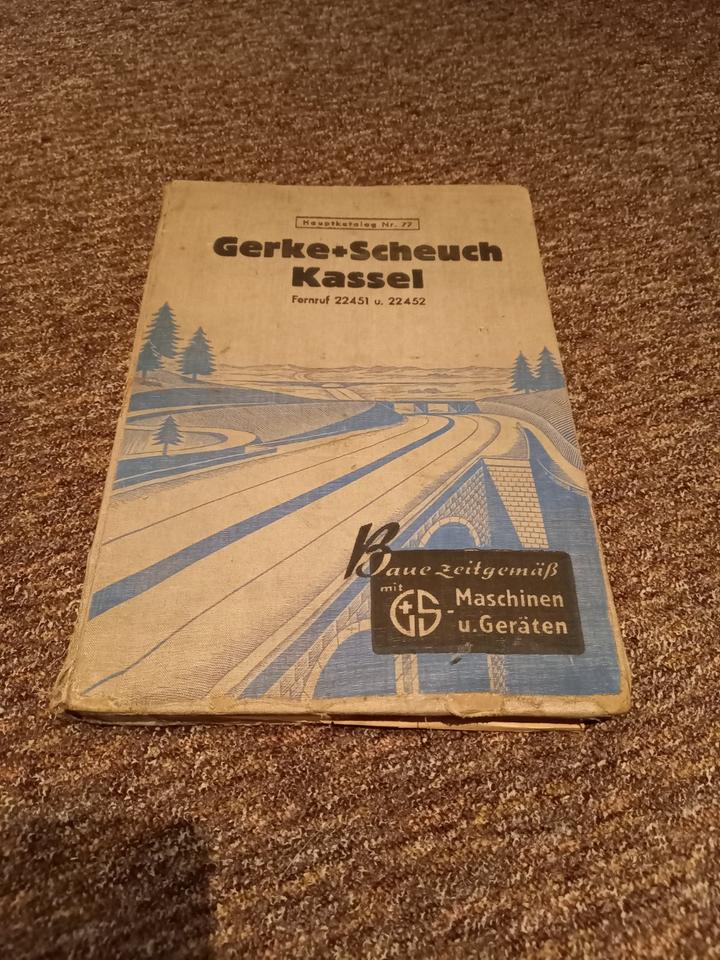 Hauptkatalog Nr. 77
Gerke+Scheuch
Kassel
Fernruf 22451 u. 22452
Baue zeitgemäß
mit G+S-Maschinen
u. Geräten